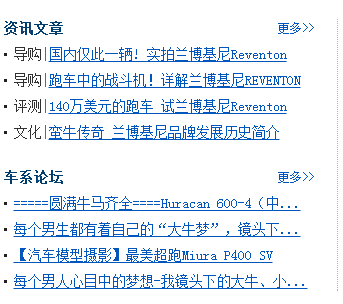 资讯文章 更多>>
· 导购|国内仅此一辆！实拍兰博基尼Reventon
· 导购|跑车中的战斗机！详解兰博基尼REVENTON
· 评测|140万美元的跑车 试兰博基尼Reventon
· 文化|蛮牛传奇 兰博基尼品牌发展历史简介
车系论坛 更多>>
· =====圆满牛马齐全====Huracan 600-4（中...
· 每个男生都有着自己的“大牛梦”，镜头下...
· 【汽车模型摄影】最美超跑Miura P400 SV
· 每个男人心目中的梦想-我镜头下的大牛、小...